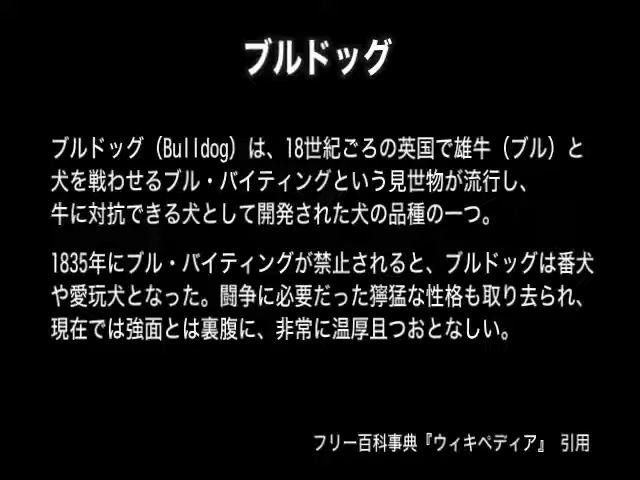 ブルドッグ
ブルドッグ（Bulldog）は、18世紀ごろの英国で雄牛（ブル）と
犬を戦わせるブル・バイティングという見世物が流行し、
牛に対抗できる犬として開発された犬の品種の一つ。
1835年にブル・バイティングが禁止されると、ブルドッグは番犬
や愛玩犬となった。闘争に必要だった獰猛な性格も取り去られ、
現在では強面とは裏腹に、非常に温厚且つおとなしい。
フリー百科事典『ウィキペディア』 引用